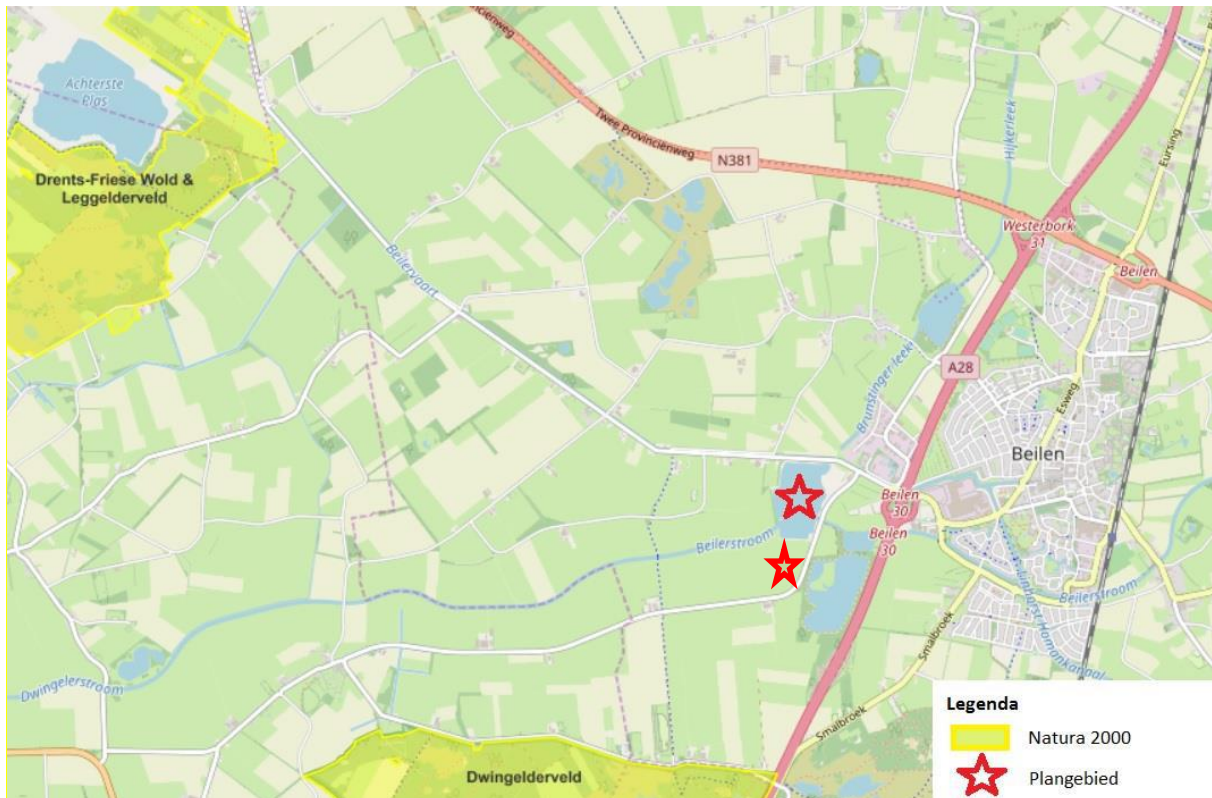 Achterste
Plas
Drents-Friese Wold &
Leggelderveld
Twee Provinciënweg
N381
Hijkerleek
Eursing
Westerbork
31
Beilen
Beilervaart
A28
Brunstingerleek
Esweg
Beilen
Beilen
30
Beilen
30
Beilerstroom
Beilerstroom
Smalbroek
Dwingelerstroom
Smalbroek
Dwingelderveld
Legenda
Natura 2000
Plangebied